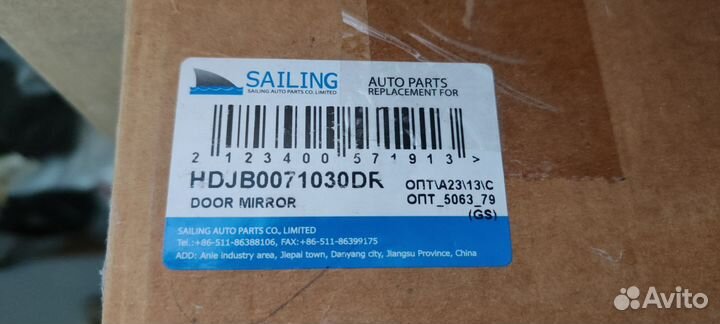 SAILING
SAILING AUTO PARTS CO. LIMITED
AUTO PARTS
REPLACEMENT FOR
2 123400 571913 >
HDJB0071030DR
DOOR MIRROR
ОПТ\А23\13\С
ОПТ_5063_79
(GS)
SAILING AUTO PARTS CO., LIMITED
Tel.:+86-511-86388106, FAX:+86-511-86399175
ADD: Anie industry area, Jiepai town, Danyang city, Jiangsu Province, China
Avito